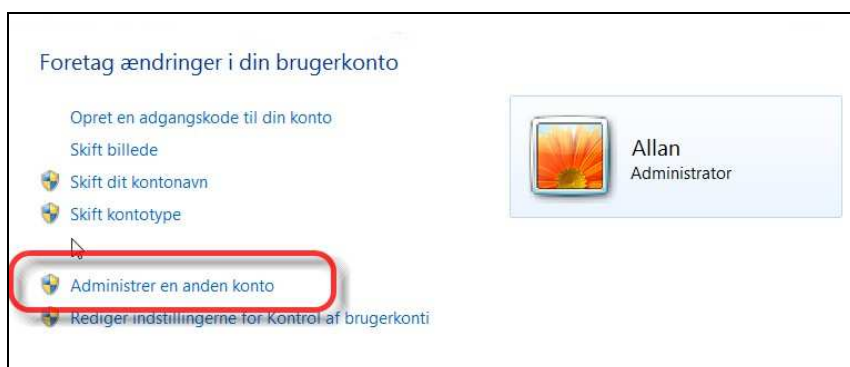 Foretag ændringer i din brugerkonto
Opret en adgangskode til din konto
Skift billede
Skift dit kontonavn
Skift kontotype
Administrer en anden konto
Rediger indstillingerne for Kontrol af brugerkonti
Allan
Administrator